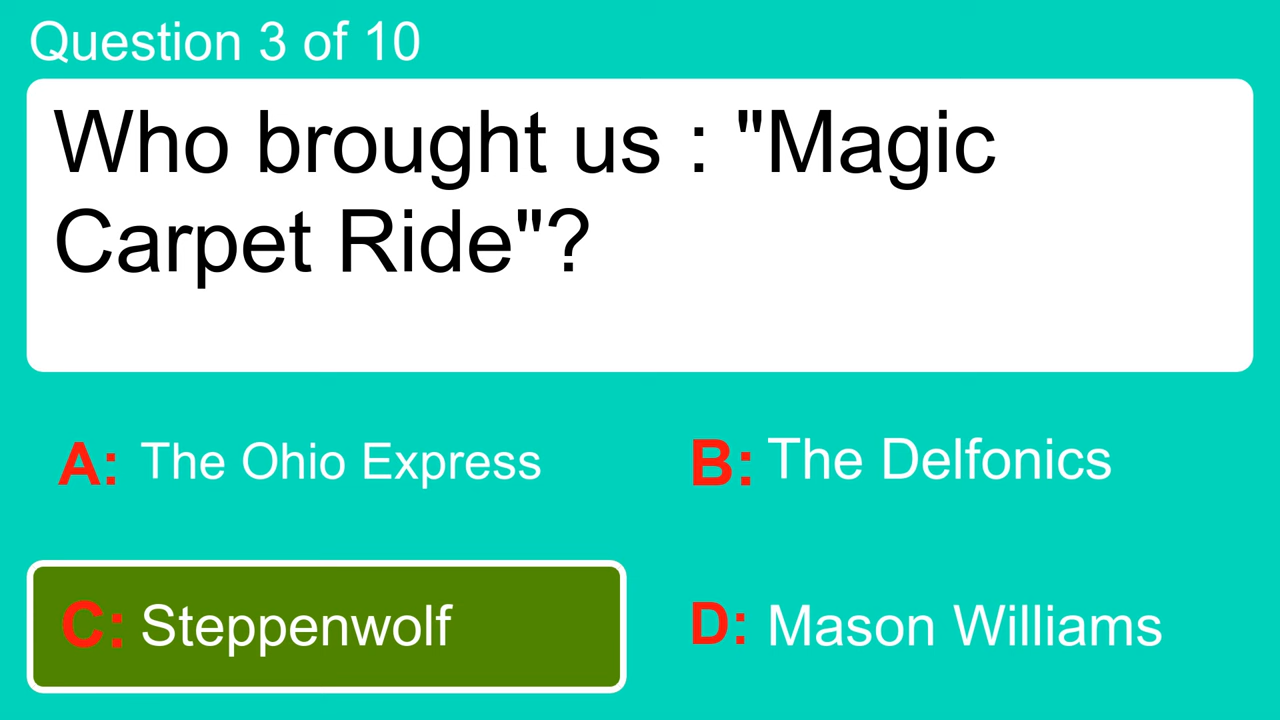 Question 3 of 10
Who brought us : "Magic
Carpet Ride"?
A: The Ohio Express
B: The Delfonics
C: Steppenwolf
D: Mason Williams